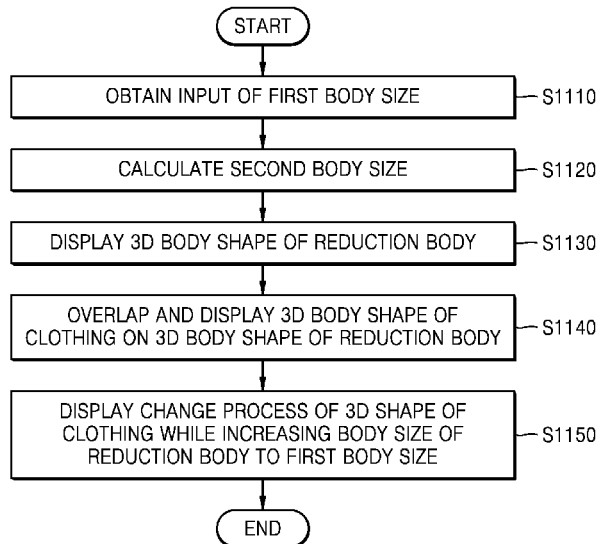 START
OBTAIN INPUT OF FIRST BODY SIZE
S1110
CALCULATE SECOND BODY SIZE
S1120
DISPLAY 3D BODY SHAPE OF REDUCTION BODY
S1130
OVERLAP AND DISPLAY 3D BODY SHAPE OF
CLOTHING ON 3D BODY SHAPE OF REDUCTION BODY
S1140
DISPLAY CHANGE PROCESS OF 3D SHAPE OF
CLOTHING WHILE INCREASING BODY SIZE OF
REDUCTION BODY TO FIRST BODY SIZE
S1150
END